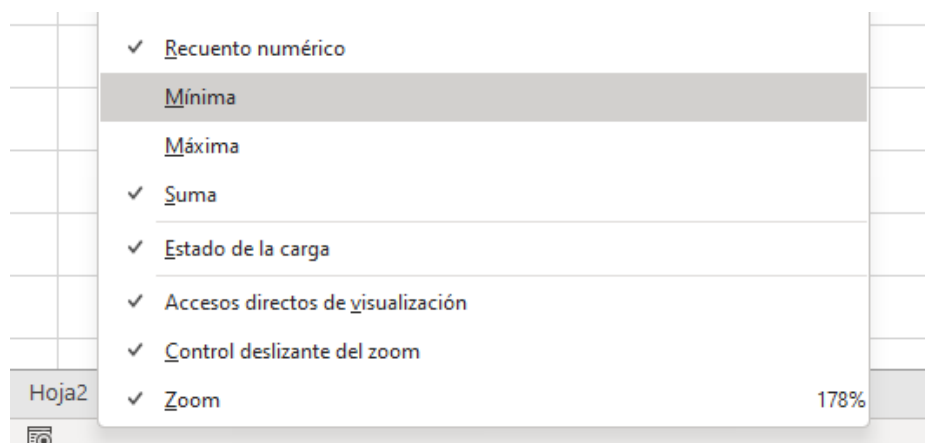 Recuento numérico
Mínima
Máxima
Suma
Estado de la carga
Accesos directos de visualización
Control deslizante del zoom
Hoja2
Zoom 178%